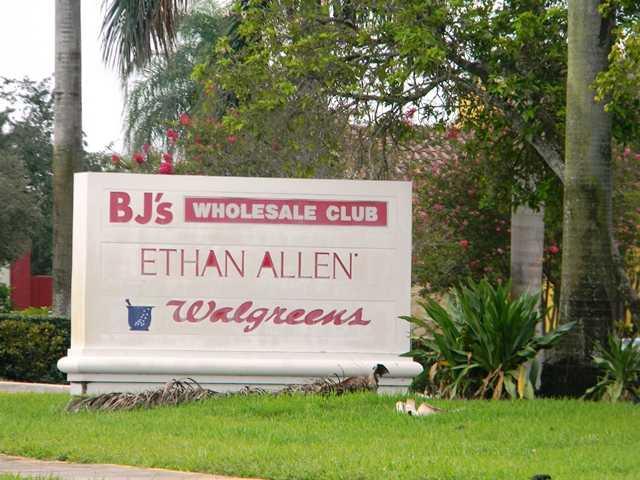 BJ's WHOLESALE CLUB
ETHAN ALLEN
Walgreens